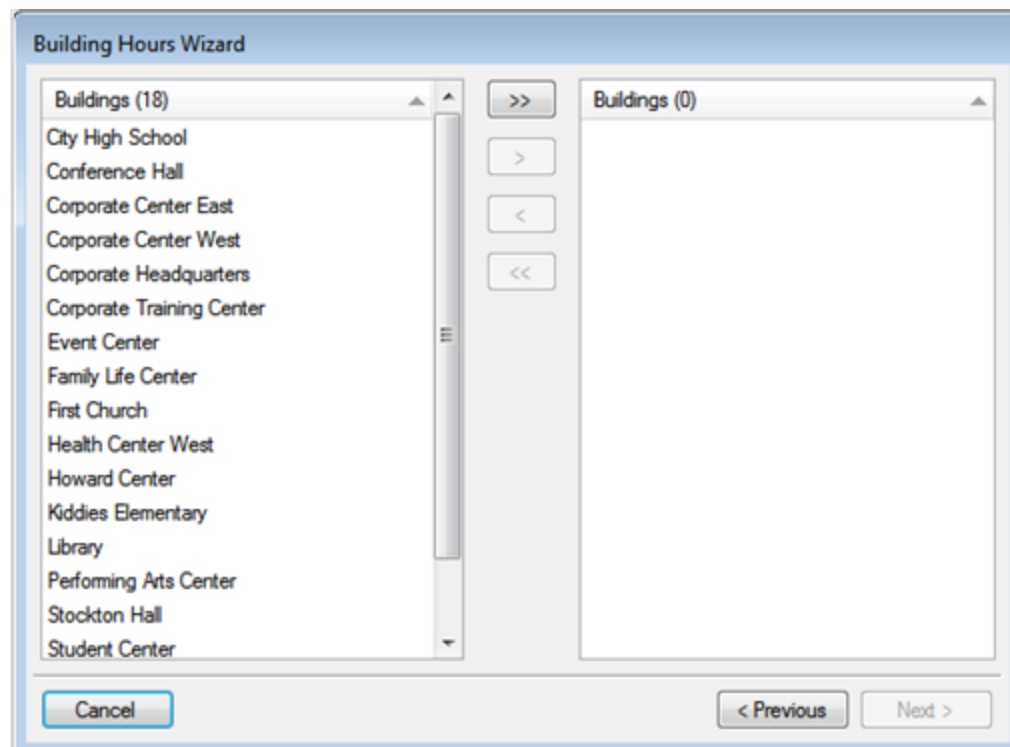 Building Hours Wizard
Buildings (18)
City High School
Conference Hall
Corporate Center East
Corporate Center West
Corporate Headquarters
Corporate Training Center
Event Center
Family Life Center
First Church
Health Center West
Howard Center
Kiddies Elementary
Library
Performing Arts Center
Stockton Hall
Student Center
>>
>
<
<<
Buildings (0)
Cancel
< Previous
Next >